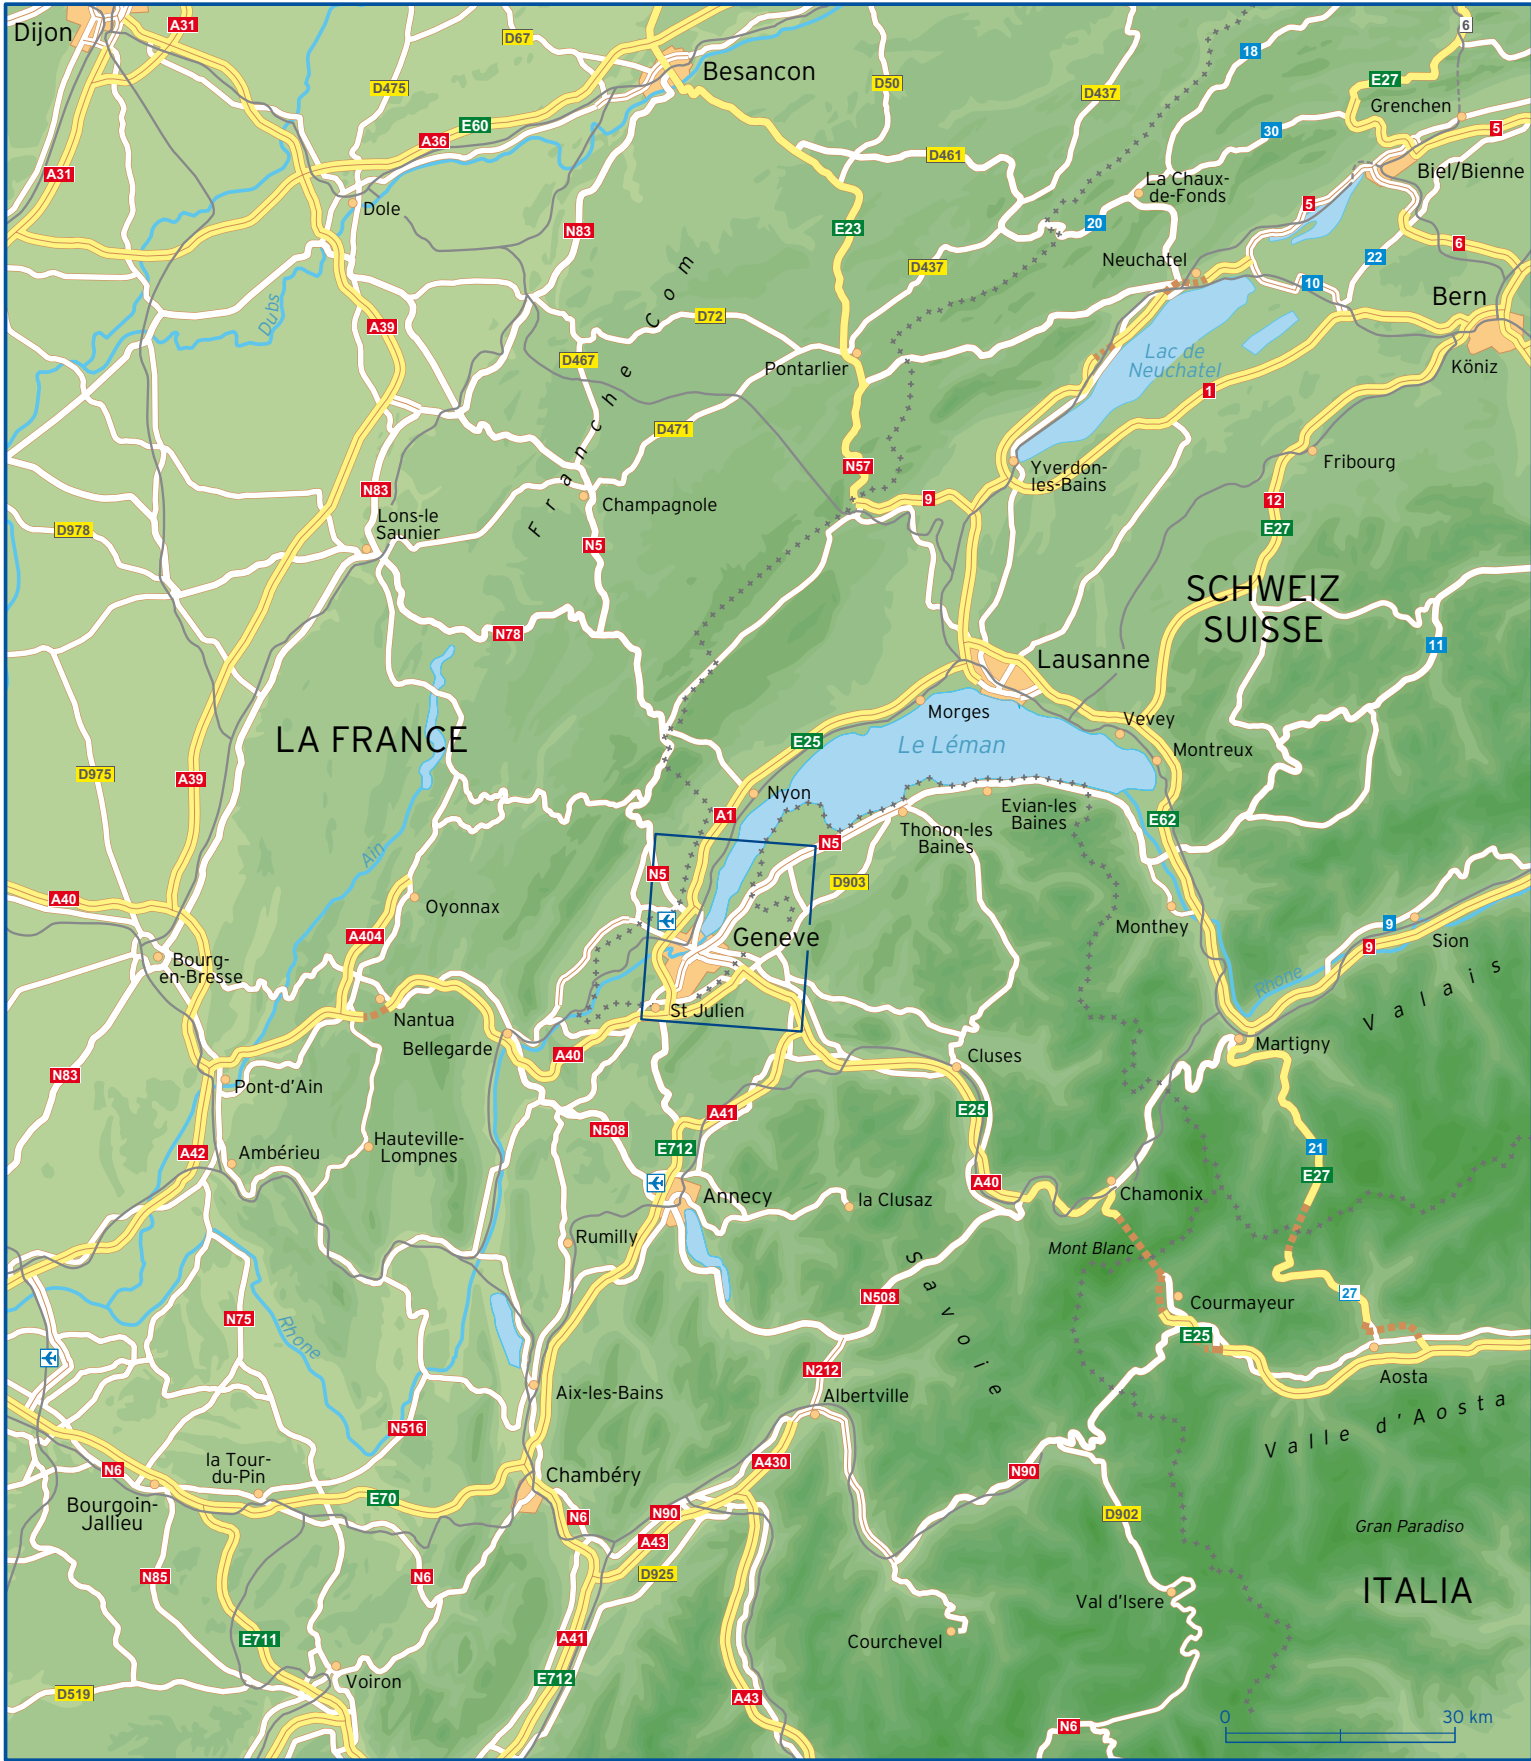 Dijon
A31
D67
Besancon
D50
18
6
E27
D475
D437
Grenchen
E60
A36
30
5
D461
A31
La Chaux-
de-Fonds
Biel/Bienne
Dole
5
N83
E23
20
6
22
Neuchatel
D437
10
Bern
Dubs
A39
D72
Franche Com
D467
Pontarlier
Lac de
Neuchatel
Köniz
1
D471
N57
Yverdon-
les-Bains
Fribourg
N83
9
12
Champagnole
Lons-le
Saunier
D978
E27
N5
SCHWEIZ
SUISSE
N78
11
Lausanne
LA FRANCE
Morges
Vevey
E25
Le Léman
Montreux
D975
A39
Nyon
Evian-les
Baines
A1
E62
Thonon-les
Baines
N5
Ain
N5
D903
A40
Oyonnax
Monthey
9
A404
Geneve
9
Sion
Bourg-
en-Bresse
Rhone
Valais
St Julien
Nantua
Bellegarde
Martigny
A40
Cluses
N83
Pont-d'Ain
E25
A41
N508
Hauteville-
Lompnes
E712
21
A42
Ambérieu
E27
A40
Chamonix
Annecy
la Clusaz
Rumilly
Mont Blanc
Savoie
N508
27
Courmayeur
N75
Rhone
E25
N212
Aosta
Aix-les-Bains
Albertville
Valle d'Aosta
N516
la Tour-
du-Pin
A430
N6
Chambéry
N90
E70
Bourgoin-
Jallieu
N90
N6
D902
Gran Paradiso
A43
D925
N85
N6
ITALIA
Val d'Isere
E711
A41
Courchevel
Voiron
E712
D519
A43
0
30 km
N6